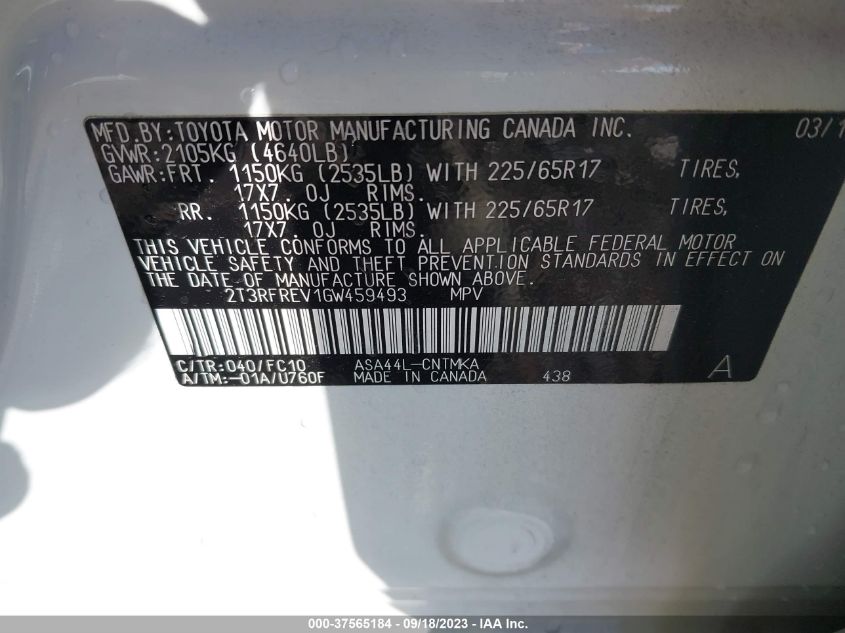 MFD.BY:TOYOTA MOTOR MANUFACTURING CANADA INC. 03/1
GVWR:2105KG (4640LB)
GAWR:FRT. 1150KG (2535LB) WITH 225/65R17 TIRES,
17X7. 0J RIMS.
RR. 1150KG (2535LB) WITH 225/65R17 TIRES,
17X7. 0J RIMS.
THIS VEHICLE CONFORMS TO ALL APPLICABLE FEDERAL MOTOR
VEHICLE SAFETY AND THEFT PREVENTION STANDARDS IN EFFECT ON
THE DATE OF MANUFACTURE SHOWN ABOVE.
2T3RFREV1GW459493 MPV
C/TR:040/FC10 ASA44L-CNTMKA
A/TM:-01A/U760F MADE IN CANADA 438 A
000-37565184 - 09/18/2023 - IAA Inc.